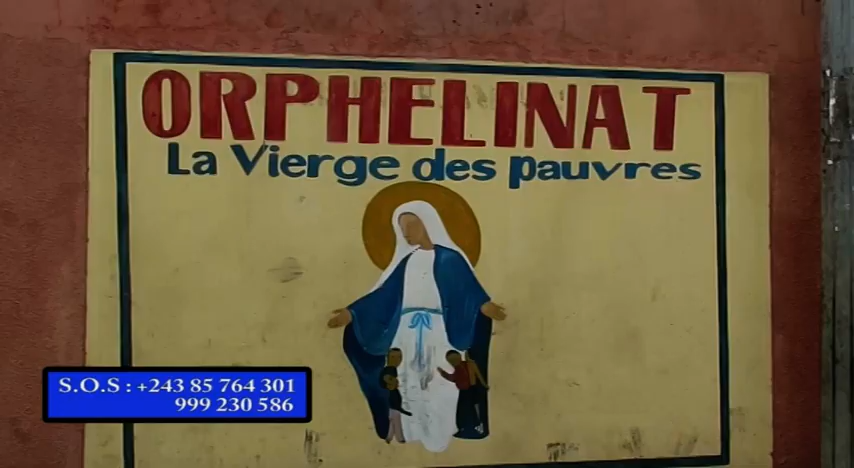 ORPHELINAT
La Vierge des pauvres
S.O.S : +243 85 764 301
999 230 586